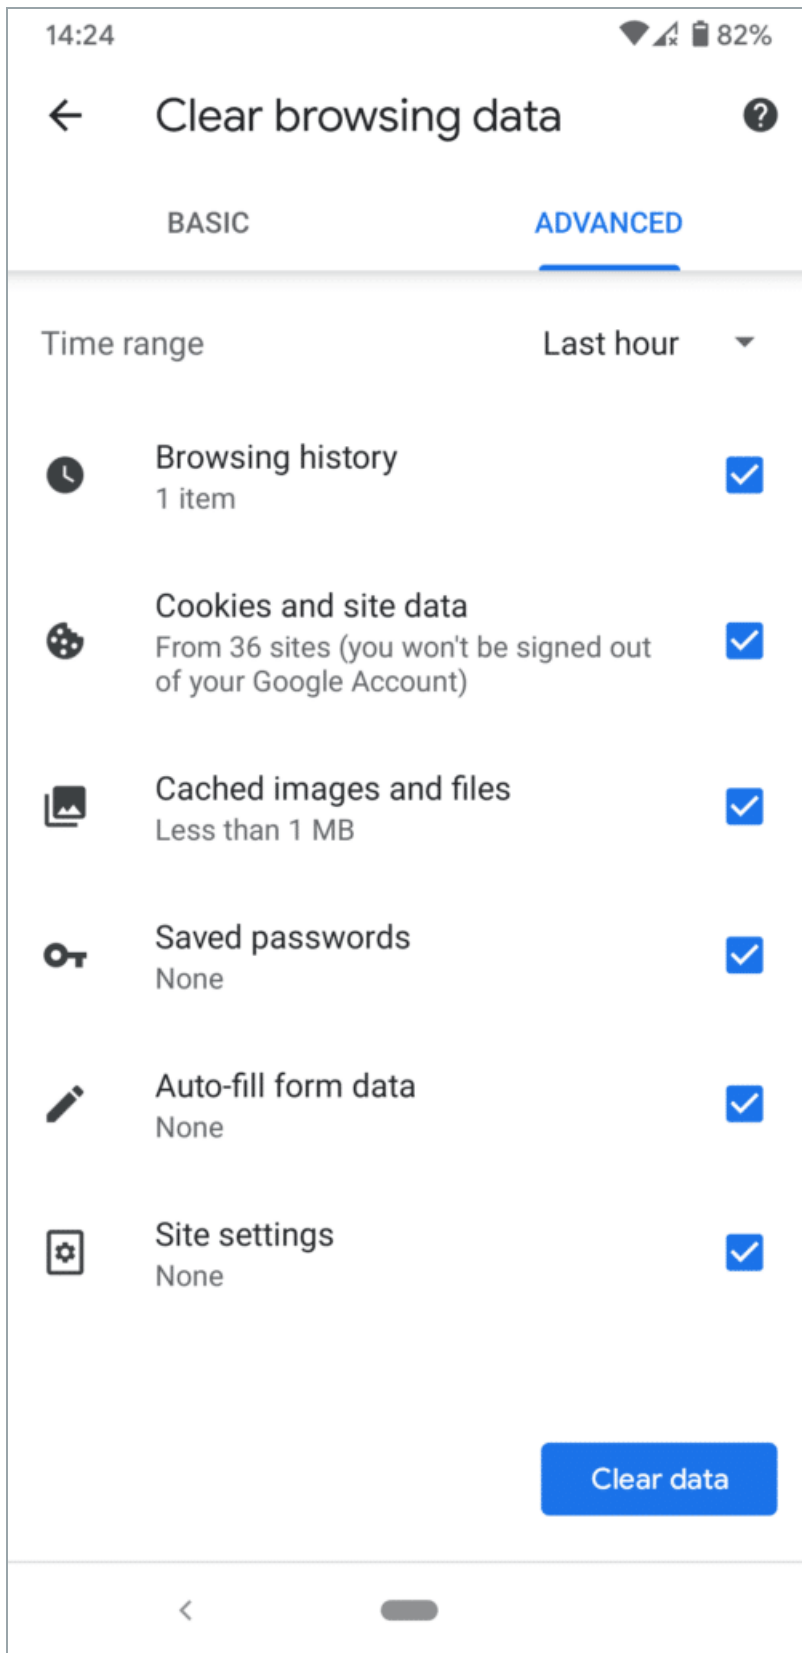 14:24
82%
Clear browsing data
BASIC
ADVANCED
Time range
Last hour
Browsing history
1 item
Cookies and site data
From 36 sites (you won't be signed out
of your Google Account)
Cached images and files
Less than 1 MB
Saved passwords
None
Auto-fill form data
None
Site settings
None
Clear data